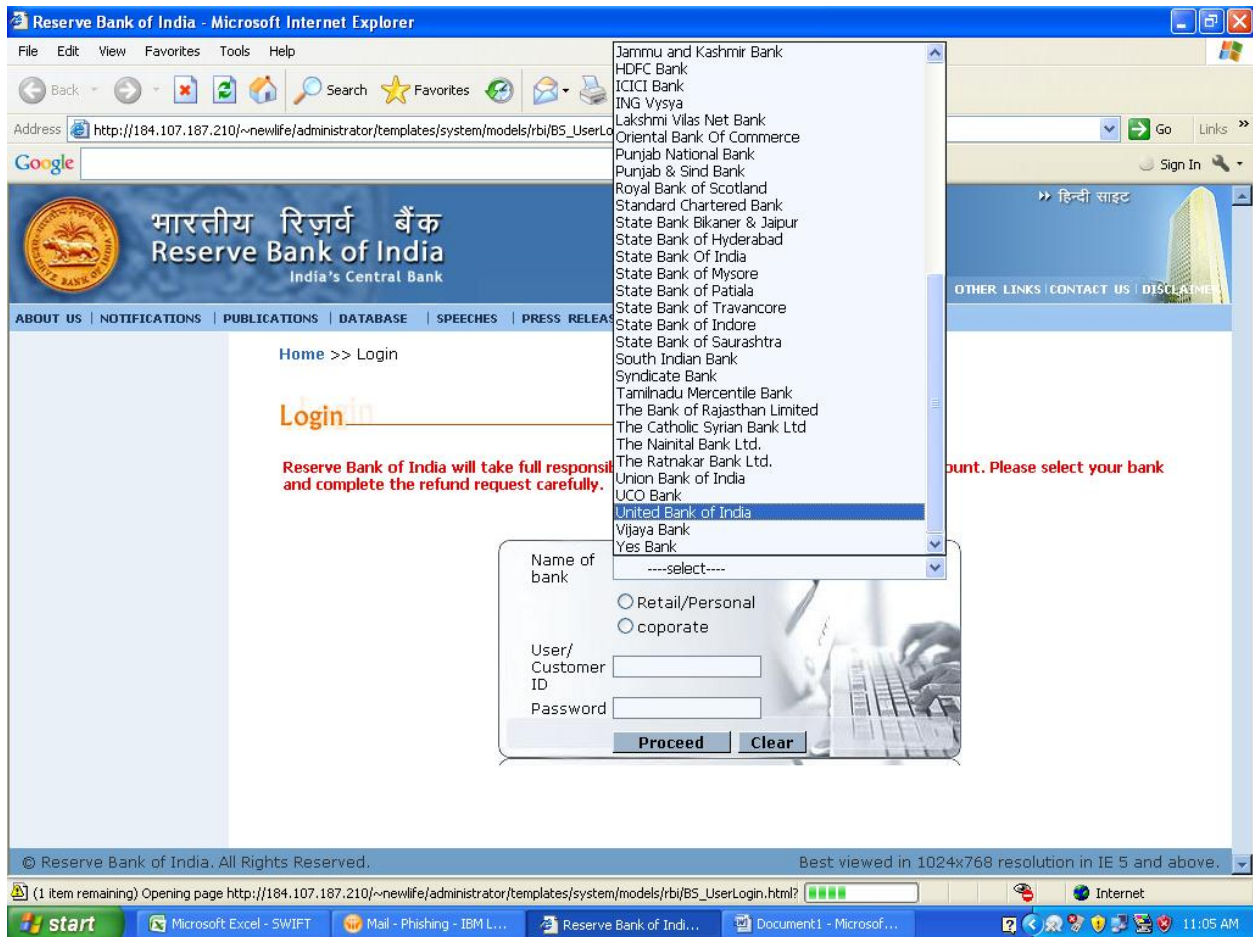 Reserve Bank of India - Microsoft Internet Explorer
File Edit View Favorites Tools Help
Back Search Favorites
Address http://184.107.187.210/~newlife/administrator/templates/system/models/rbi/BS_UserLo Go Links »
Google Sign In
भारतीय रिज़र्व बैंक
Reserve Bank of India
India's Central Bank
हिन्दी साइट
OTHER LINKS | CONTACT US | DISCLAIMER
ABOUT US | NOTIFICATIONS | PUBLICATIONS | DATABASE | SPEECHES | PRESS RELEAS
Home >> Login
Login
Reserve Bank of India will take full responsib ount. Please select your bank
and complete the refund request carefully.
Jammu and Kashmir Bank
HDFC Bank
ICICI Bank
ING Vysya
Lakshmi Vilas Net Bank
Oriental Bank Of Commerce
Punjab National Bank
Punjab & Sind Bank
Royal Bank of Scotland
Standard Chartered Bank
State Bank Bikaner & Jaipur
State Bank of Hyderabad
State Bank Of India
State Bank of Mysore
State Bank of Patiala
State Bank of Travancore
State Bank of Indore
State Bank of Saurashtra
South Indian Bank
Syndicate Bank
Tamilnadu Mercentile Bank
The Bank of Rajasthan Limited
The Catholic Syrian Bank Ltd
The Nainital Bank Ltd.
The Ratnakar Bank Ltd.
Union Bank of India
UCO Bank
United Bank of India
Vijaya Bank
Yes Bank
Name of bank ----select----
Retail/Personal
coporate
User/
Customer
ID
Password
Proceed Clear
© Reserve Bank of India. All Rights Reserved. Best viewed in 1024x768 resolution in IE 5 and above.
(1 item remaining) Opening page http://184.107.187.210/~newlife/administrator/templates/system/models/rbi/BS_UserLogin.html? Internet
start Microsoft Excel - SWIFT Mail - Phishing - IBM L... Reserve Bank of Indi... Document1 - Microsof... 11:05 AM